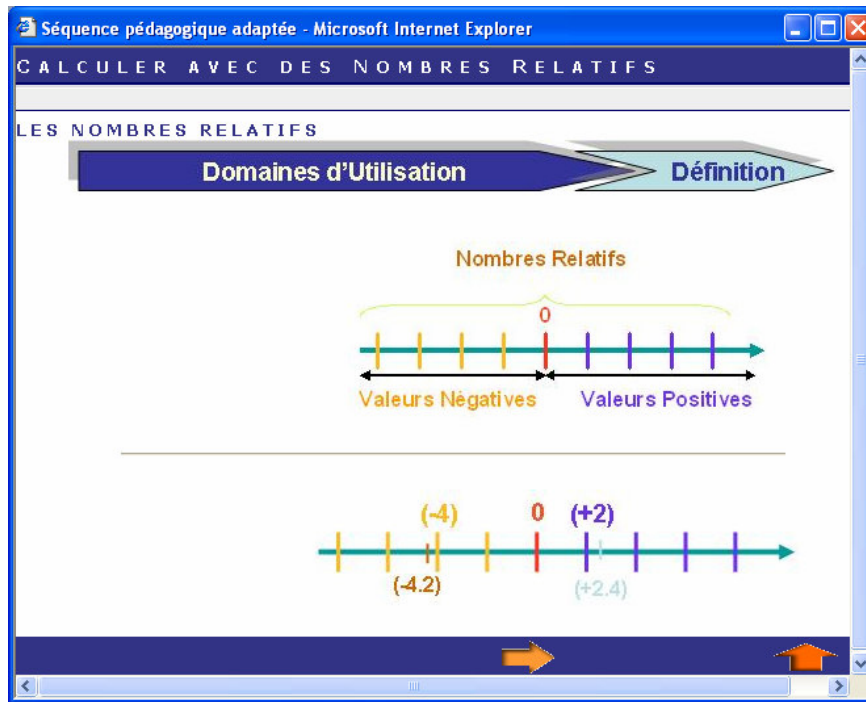 Séquence pédagogique adaptée - Microsoft Internet Explorer
CALCULER AVEC DES NOMBRES RELATIFS
LES NOMBRES RELATIFS
Domaines d'Utilisation Définition
Nombres Relatifs
0
Valeurs Négatives Valeurs Positives
(-4) 0 (+2)
(-4.2) (+2.4)